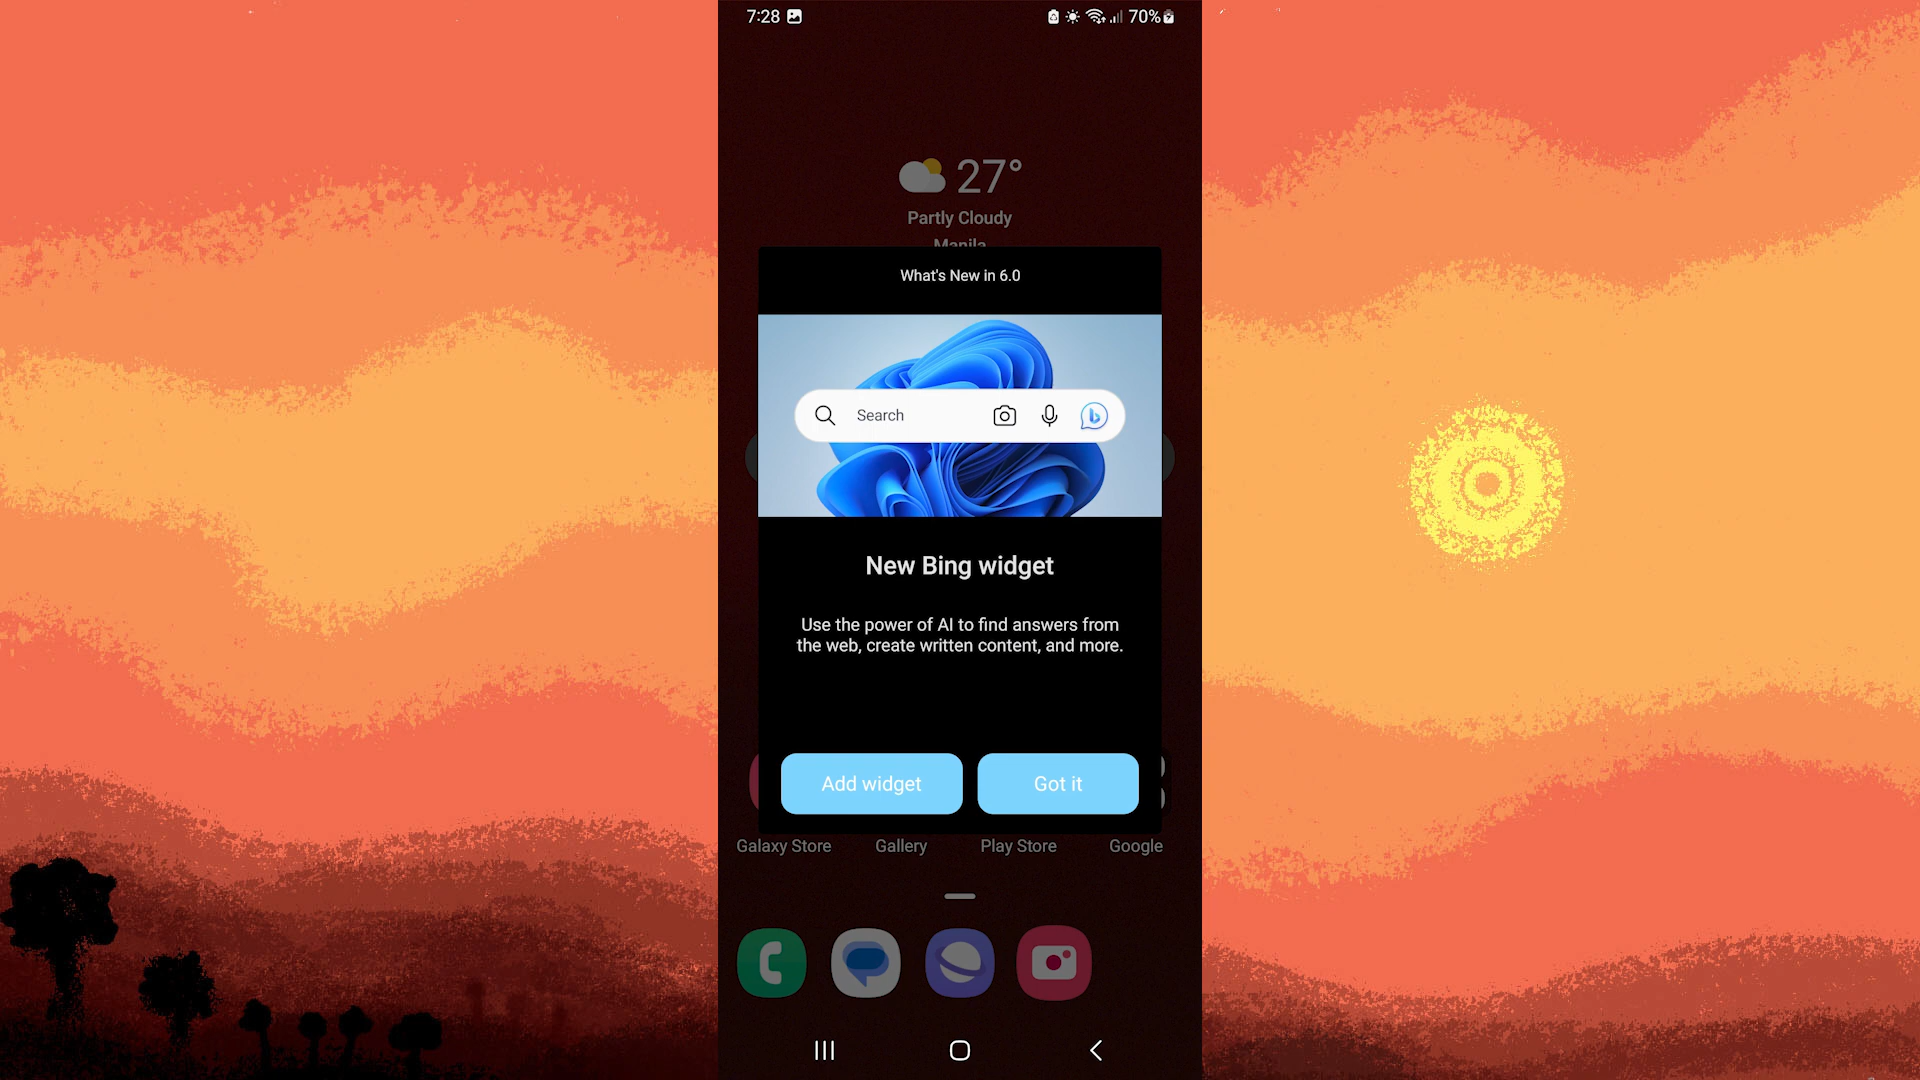 7:28
70%
27°
Partly Cloudy
Manila
What's New in 6.0
Search
New Bing widget
Use the power of AI to find answers from
the web, create written content, and more.
Add widget
Got it
Galaxy Store
Gallery
Play Store
Google